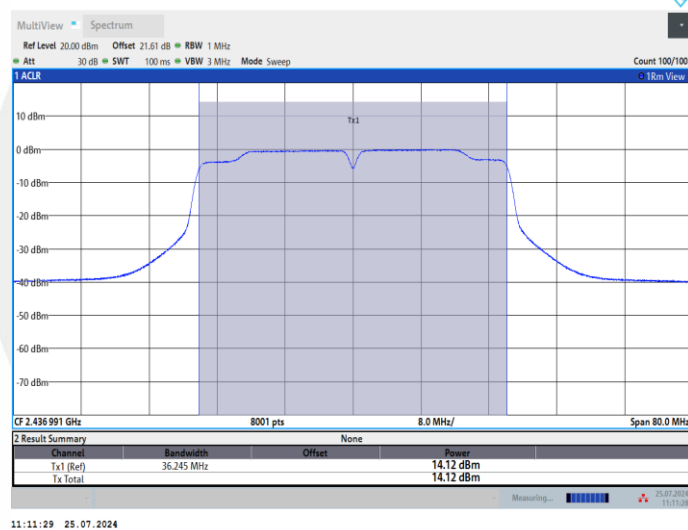 MultiView Spectrum
Ref Level 20.00 dBm Offset 21.61 dB RBW 1 MHz
Att 30 dB SWT 100 ms VBW 3 MHz Mode Sweep Count 100/100
1 ACLR 1Rm View
Tx1
10 dBm
0 dBm
-10 dBm
-20 dBm
-30 dBm
-40 dBm
-50 dBm
-60 dBm
-70 dBm
CF 2.436 991 GHz 8001 pts 8.0 MHz/ Span 80.0 MHz
2 Result Summary None
Channel Bandwidth Offset Power
Tx1 (Ref) 36.245 MHz 14.12 dBm
Tx Total 14.12 dBm
Measuring... 25.07.2024
11:11:28
11:11:29 25.07.2024